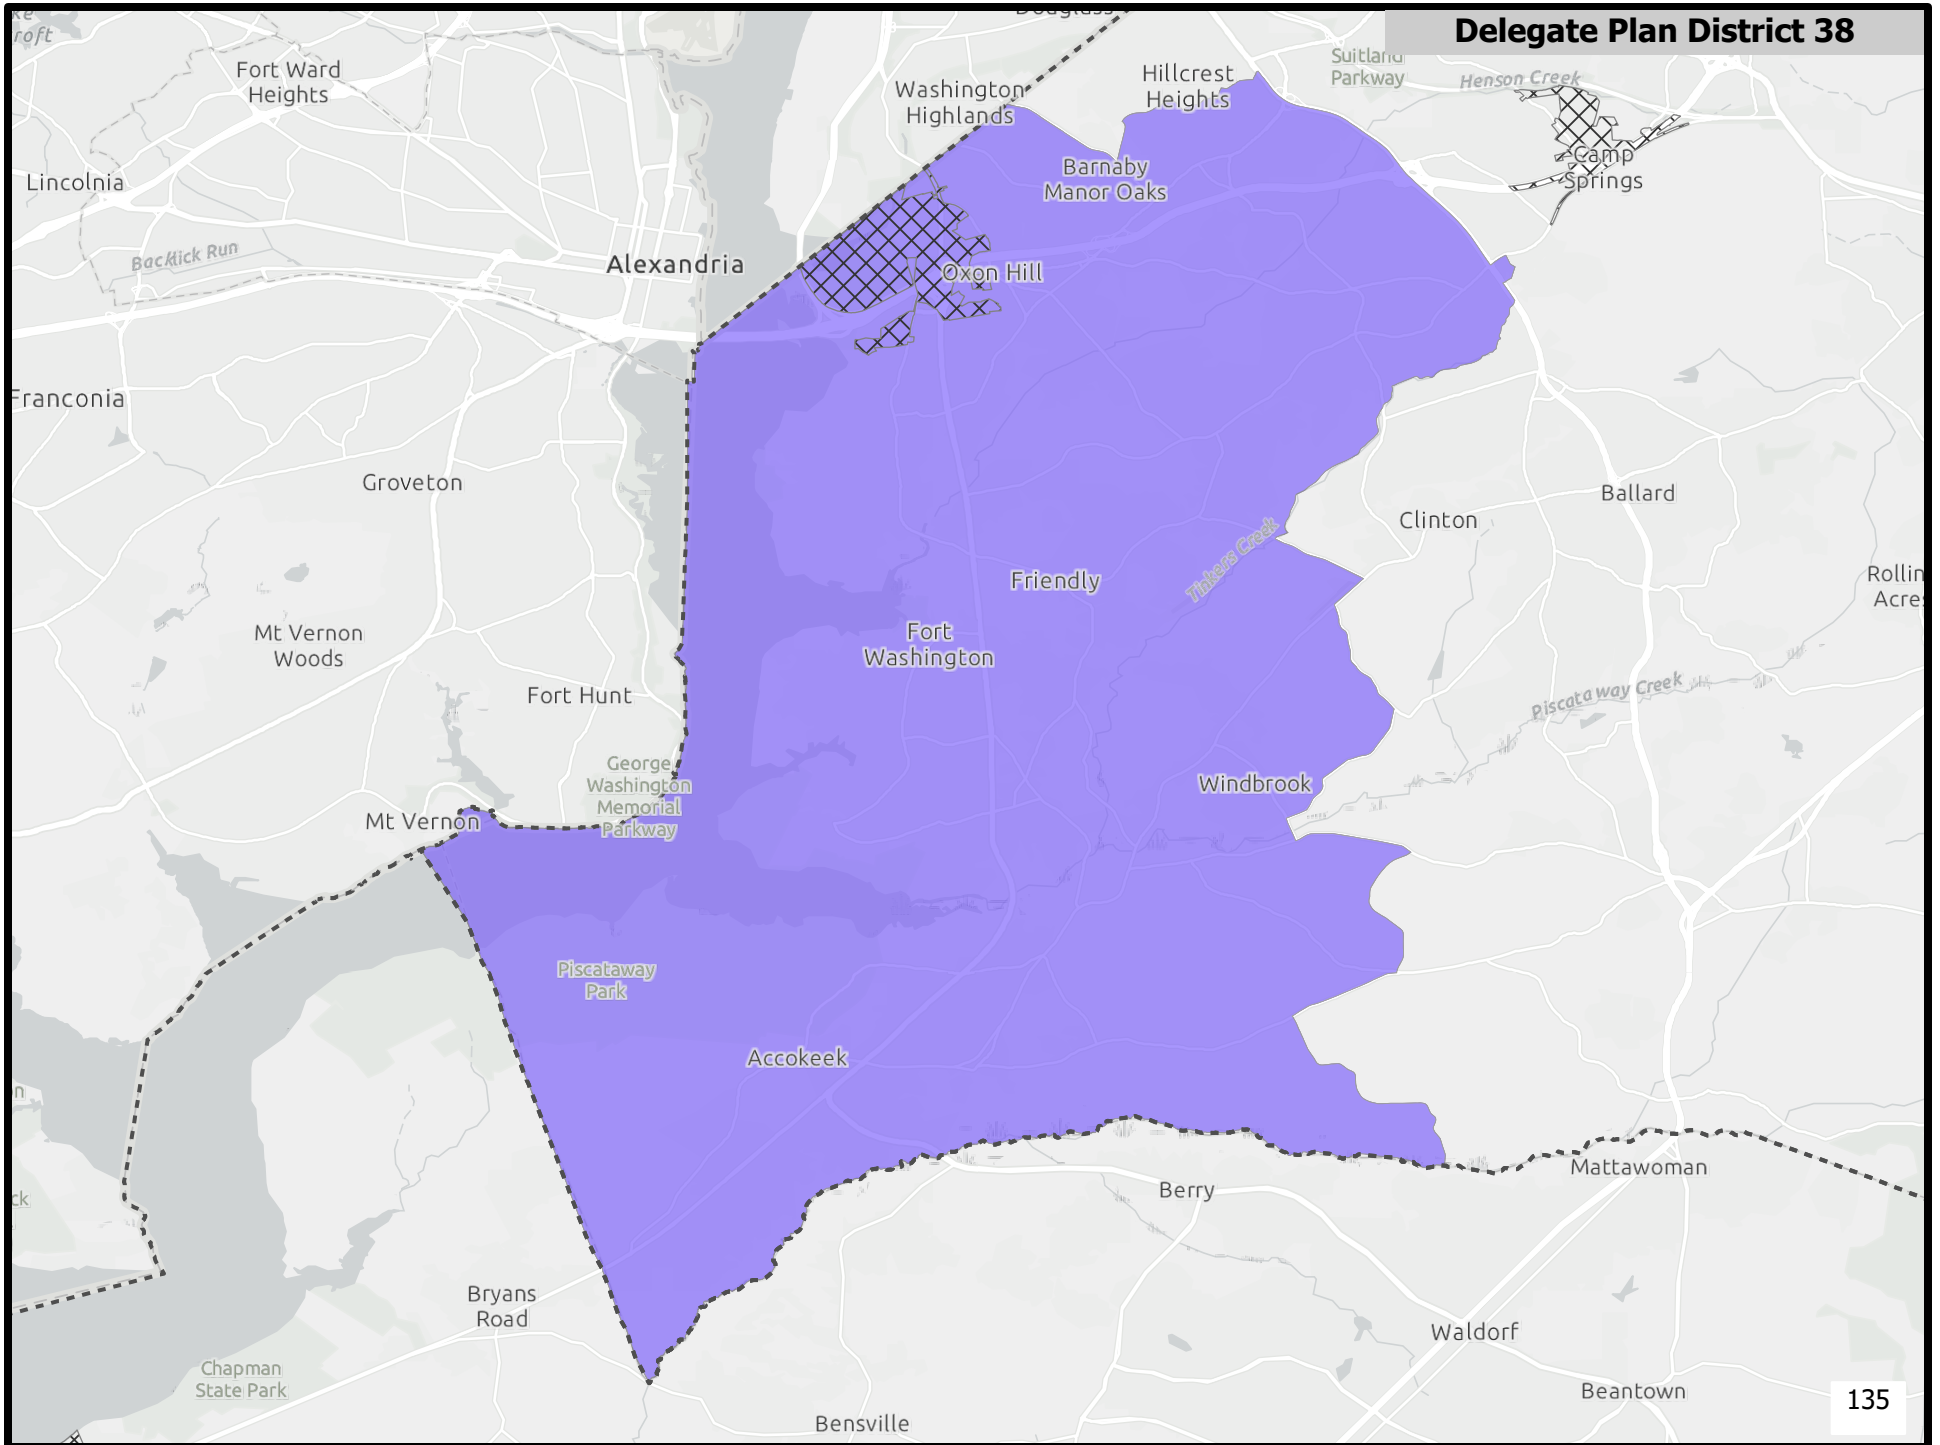 Delegate Plan District 38
roft
Fort Ward
Heights
Washington
Highlands
Hillcrest
Heights
Suitland
Parkway
Henson Creek
Lincolnia
Barnaby
Manor Oaks
Camp
Springs
Backlick Run
Alexandria
Oxon Hill
Franconia
Groveton
Ballard
Clinton
Tinkers Creek
Friendly
Rollin
Acre
Fort
Washington
Mt Vernon
Woods
Fort Hunt
Piscataway Creek
George
Washington
Memorial
Parkway
Windbrook
Mt Vernon
Piscataway
Park
Accokeek
Mattawoman
Berry
Bryans
Road
Waldorf
Chapman
State Park
Beantown
Bensville
135